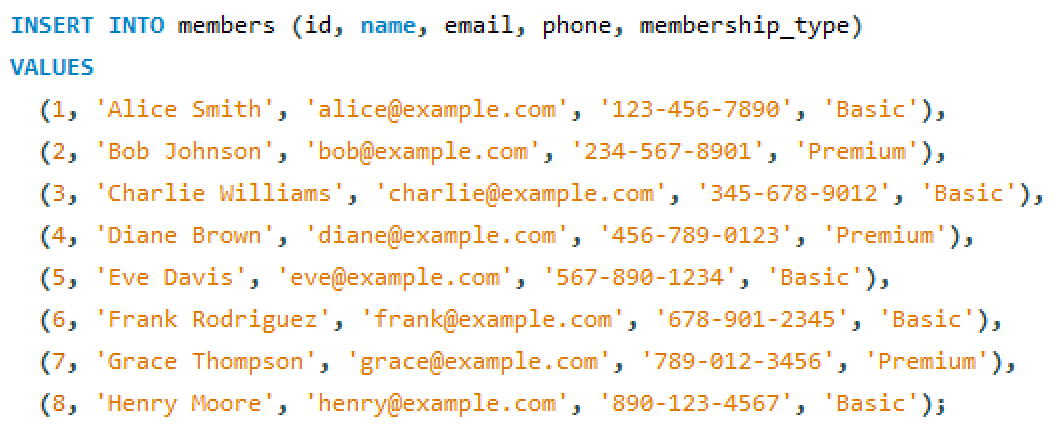 INSERT INTO members (id, name, email, phone, membership_type)
VALUES
(1, 'Alice Smith', 'alice@example.com', '123-456-7890', 'Basic'),
(2, 'Bob Johnson', 'bob@example.com', '234-567-8901', 'Premium'),
(3, 'Charlie Williams', 'charlie@example.com', '345-678-9012', 'Basic'),
(4, 'Diane Brown', 'diane@example.com', '456-789-0123', 'Premium'),
(5, 'Eve Davis', 'eve@example.com', '567-890-1234', 'Basic'),
(6, 'Frank Rodriguez', 'frank@example.com', '678-901-2345', 'Basic'),
(7, 'Grace Thompson', 'grace@example.com', '789-012-3456', 'Premium'),
(8, 'Henry Moore', 'henry@example.com', '890-123-4567', 'Basic');